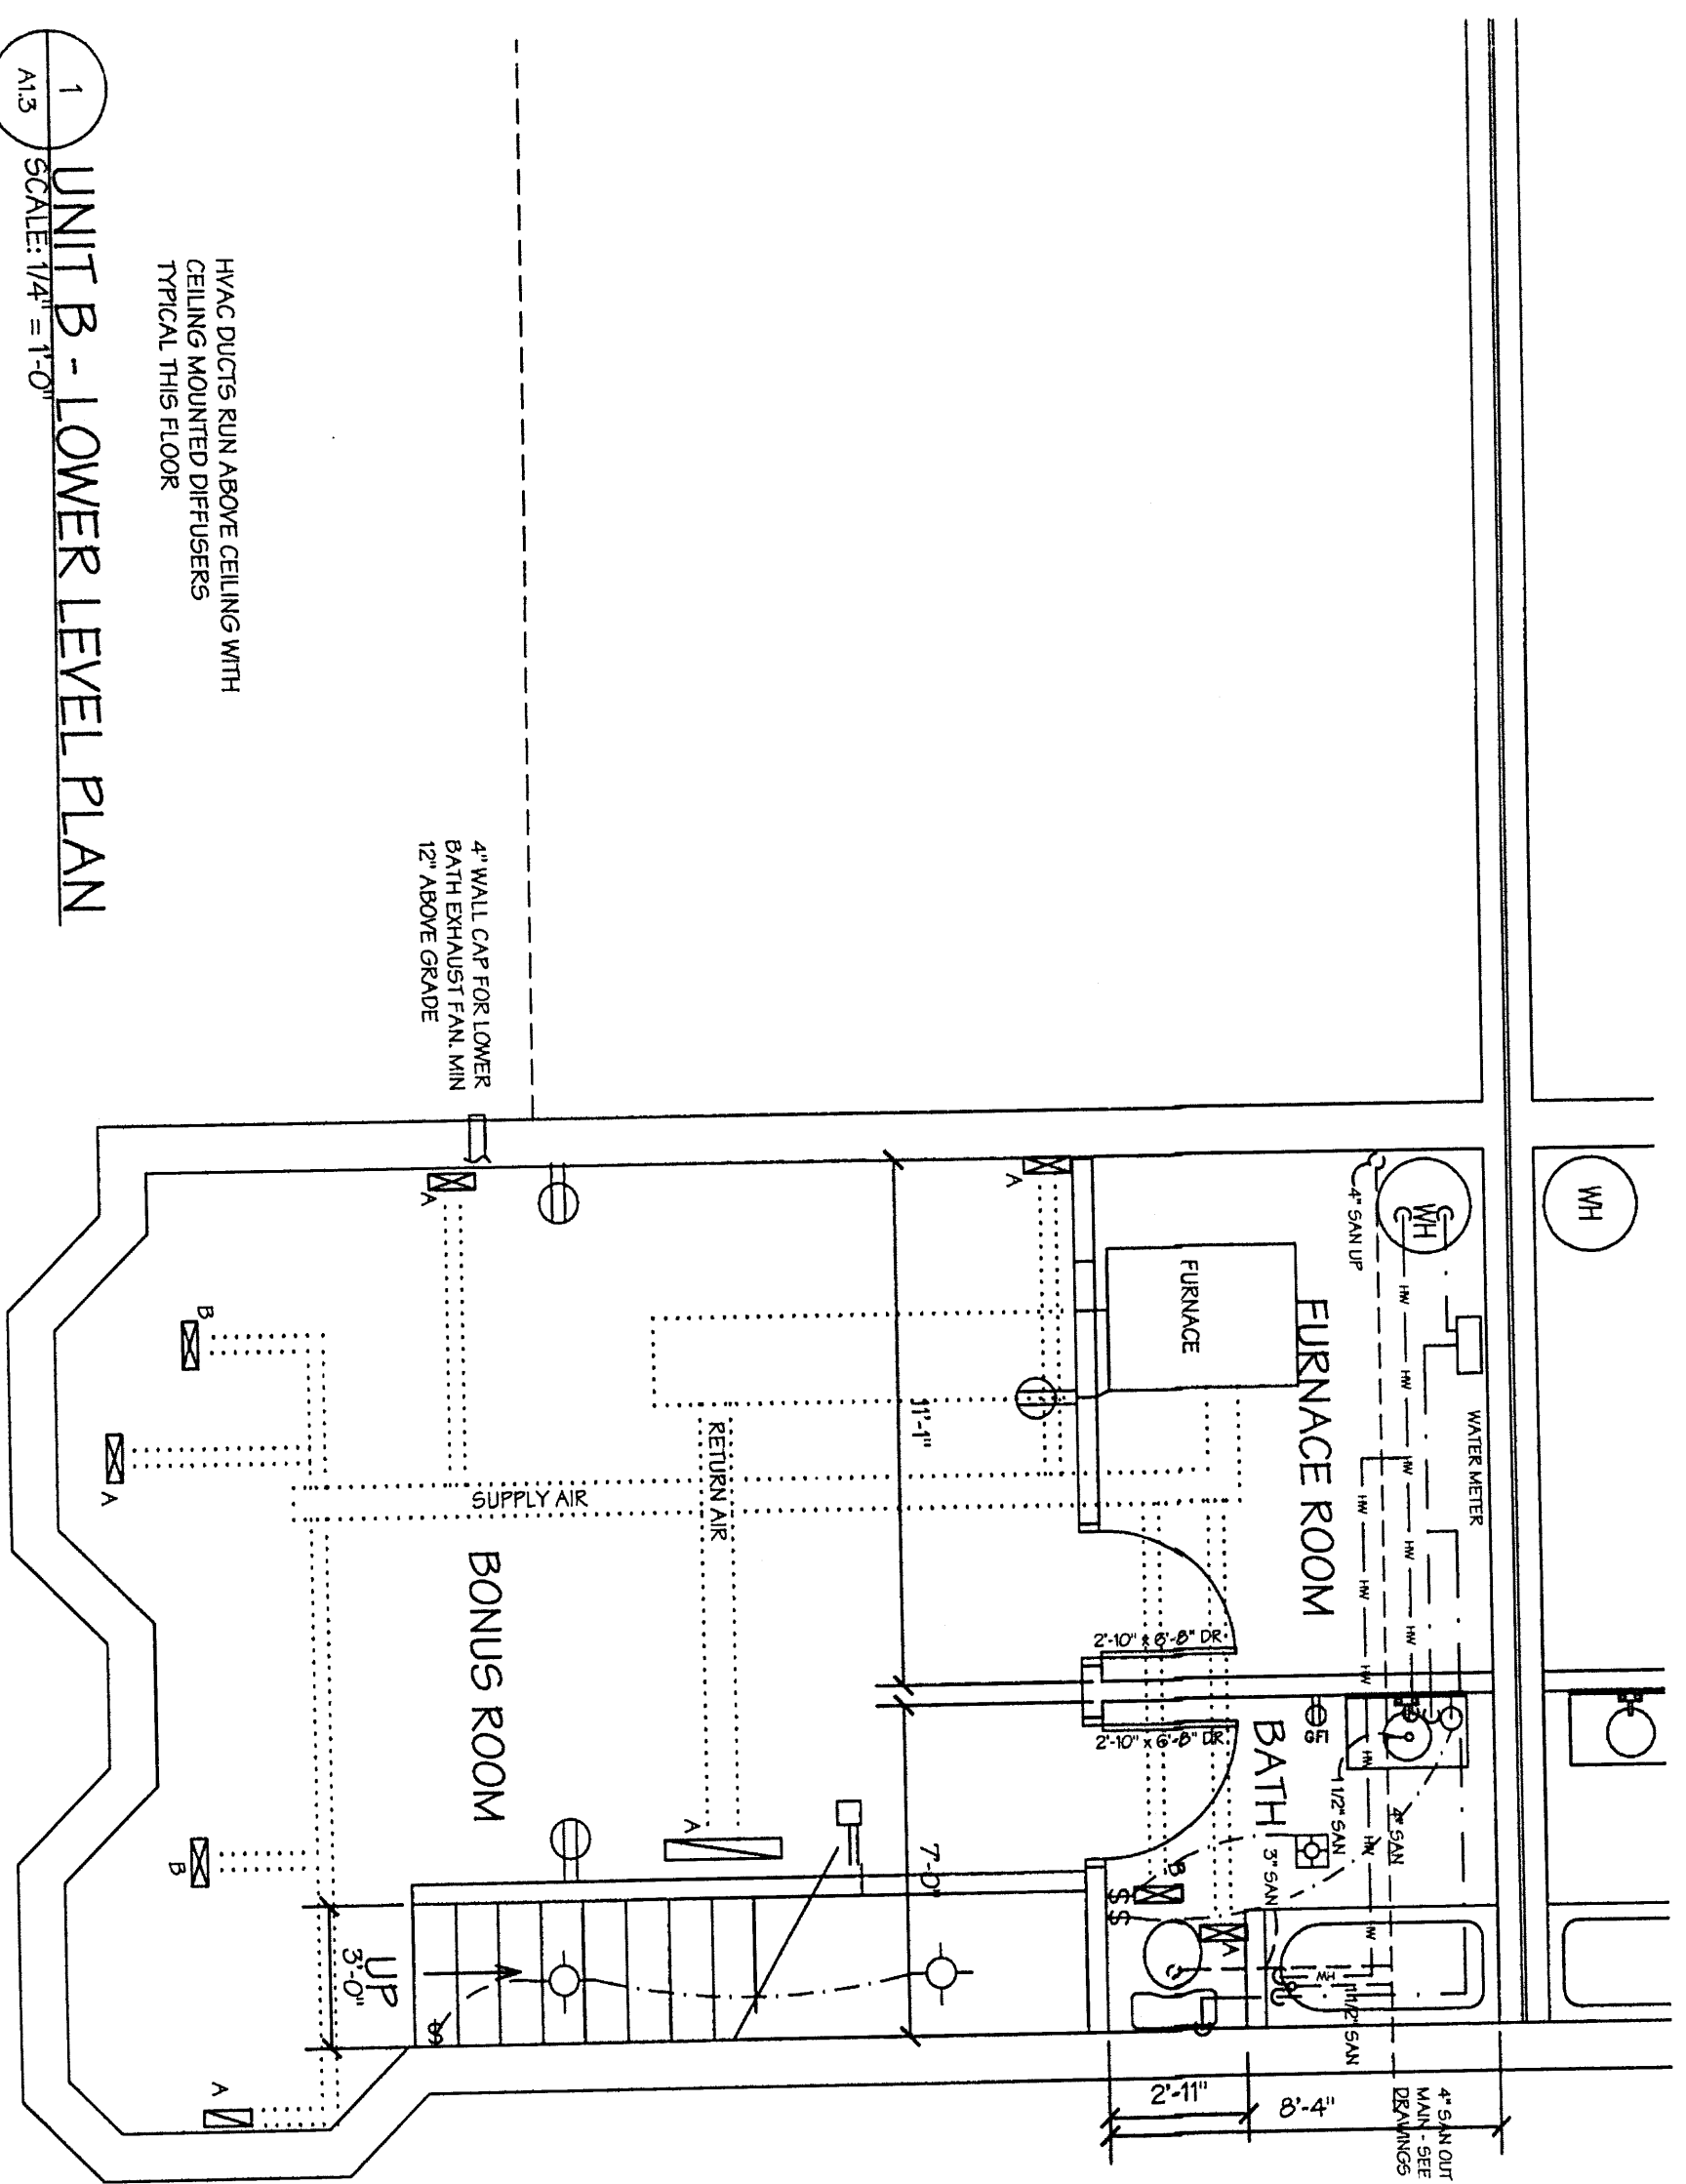 1
A1.3
UNIT B - LOWER LEVEL PLAN
SCALE: 1/4" = 1'-0"
HVAC DUCTS RUN ABOVE CEILING WITH
CEILING MOUNTED DIFFUSERS
TYPICAL THIS FLOOR
4" WALL CAP FOR LOWER
BATH EXHAUST FAN. MIN
12" ABOVE GRADE
WH
WH
4" SAN UP
HW
HW
HW
HW
HW
HW
HW
HW
HW
HW
HW
WATER METER
FURNACE
FURNACE ROOM
A
A
B
A
11'-1"
RETURN AIR
SUPPLY AIR
BONUS ROOM
2'-10" x 6'-8" DR.
2'-10" x 6'-8" DR.
GFI
BATH
1 1/2" SAN
4" SAN
3" SAN
1 1/2" SAN
B
S S
A
A
7'-0"
B
UP
3'-0"
S
A
2'-11"
8'-4"
4" SAN OUT
MAIN - SEE
DRAWINGS